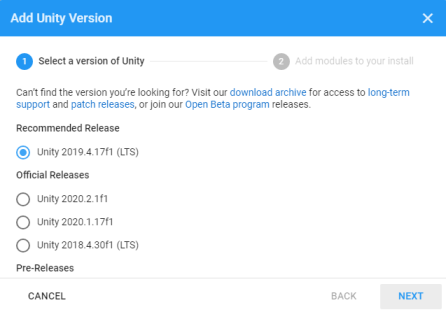 Add Unity Version
1 Select a version of Unity 2 Add modules to your install
Can't find the version you're looking for? Visit our download archive for access to long-term
support and patch releases, or join our Open Beta program releases.
Recommended Release
Unity 2019.4.17f1 (LTS)
Official Releases
Unity 2020.2.1f1
Unity 2020.1.17f1
Unity 2018.4.30f1 (LTS)
Pre-Releases
CANCEL BACK NEXT